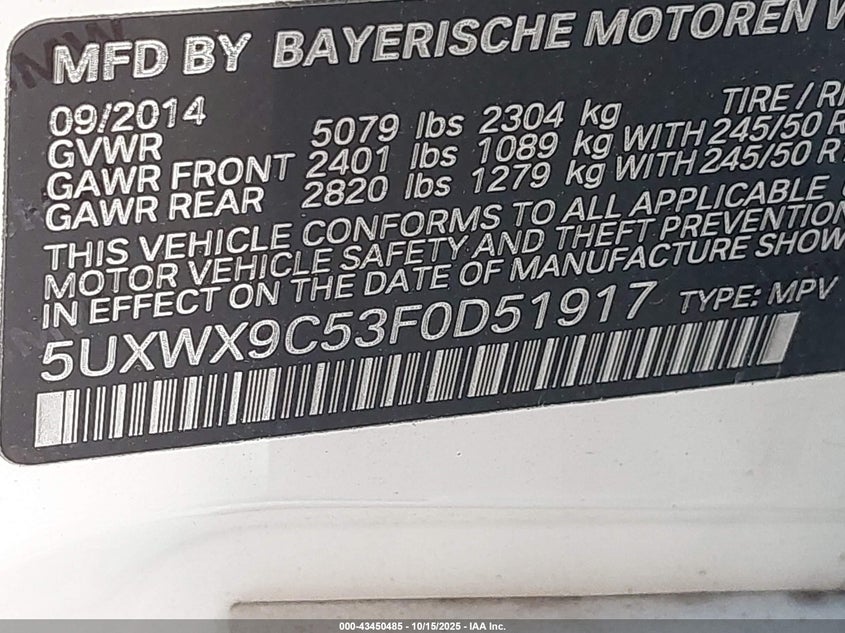 MFD BY BAYERISCHE MOTOREN W
09/2014
GVWR 5079 lbs 2304 kg TIRE / RI
GAWR FRONT 2401 lbs 1089 kg WITH 245/50 R
GAWR REAR 2820 lbs 1279 kg WITH 245/50 R
THIS VEHICLE CONFORMS TO ALL APPLICABLE
MOTOR VEHICLE SAFETY AND THEFT PREVENTION
IN EFFECT ON THE DATE OF MANUFACTURE SHOW
5UXWX9C53F0D51917 TYPE: MPV
000-43450485 - 10/15/2025 - IAA Inc.